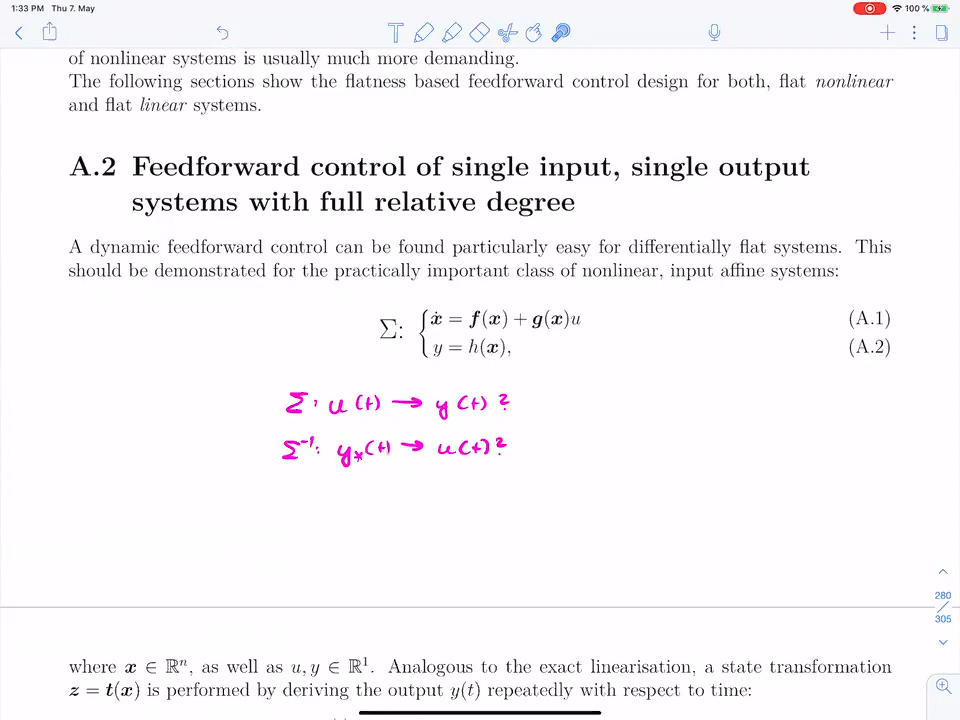 1:33 PM Thu 7. May
100 %
of nonlinear systems is usually much more demanding.
The following sections show the flatness based feedforward control design for both, flat nonlinear
and flat linear systems.
A.2 Feedforward control of single input, single output
systems with full relative degree
A dynamic feedforward control can be found particularly easy for differentially flat systems. This
should be demonstrated for the practically important class of nonlinear, input affine systems:
Σ: { ẋ = f(x) + g(x)u (A.1)
y = h(x), (A.2)
Σ: u(t) → y(t)?
Σ⁻¹: y*(t) → u(t)?
280
305
where x ∈ ℝⁿ, as well as u, y ∈ ℝ¹. Analogous to the exact linearisation, a state transformation
z = t(x) is performed by deriving the output y(t) repeatedly with respect to time: